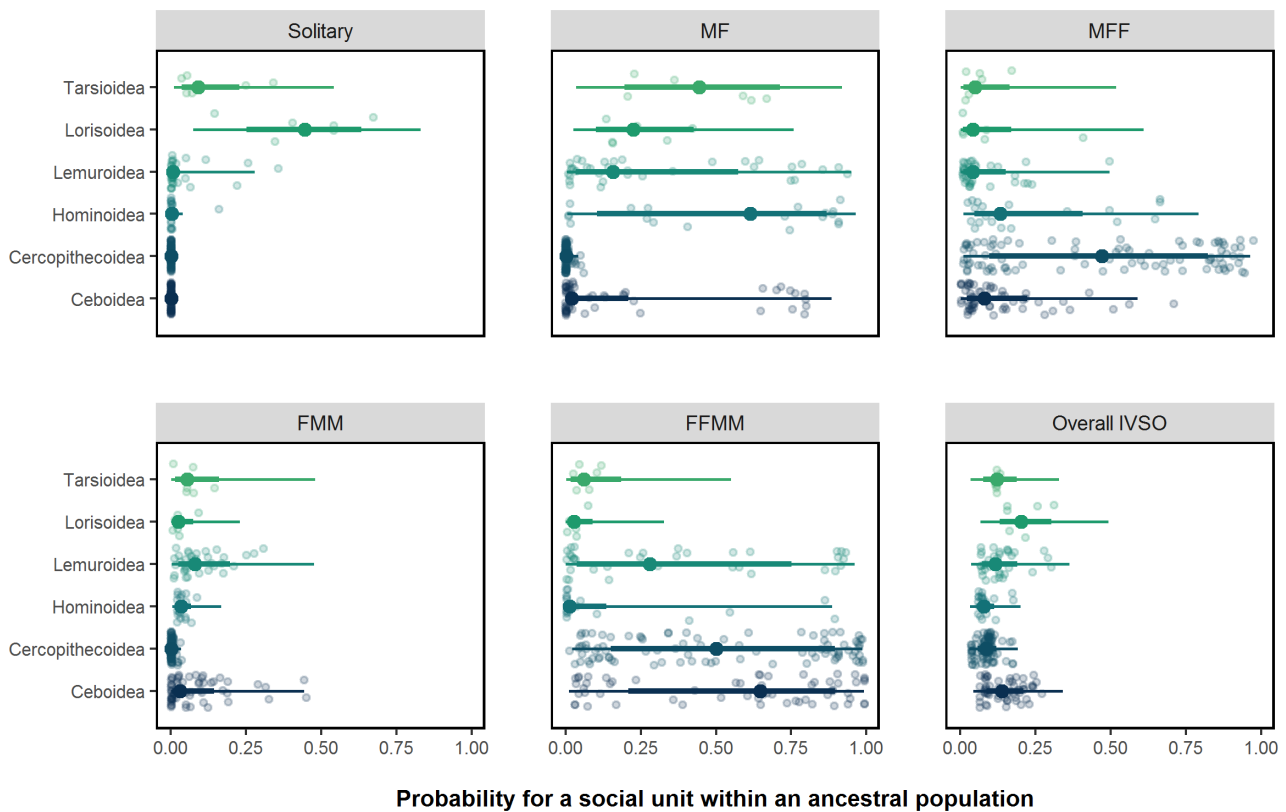 Solitary MF MFF
Tarsioidea
Lorisoidea
Lemuroidea
Hominoidea
Cercopithecoidea
Ceboidea
FMM FFMM Overall IVSO
Tarsioidea
Lorisoidea
Lemuroidea
Hominoidea
Cercopithecoidea
Ceboidea
0.00 0.25 0.50 0.75 1.00 0.00 0.25 0.50 0.75 1.00 0.00 0.25 0.50 0.75 1.00
Probability for a social unit within an ancestral population